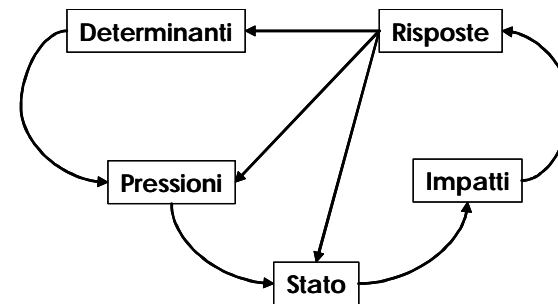 Determinanti
Risposte
Pressioni
Impatti
Stato